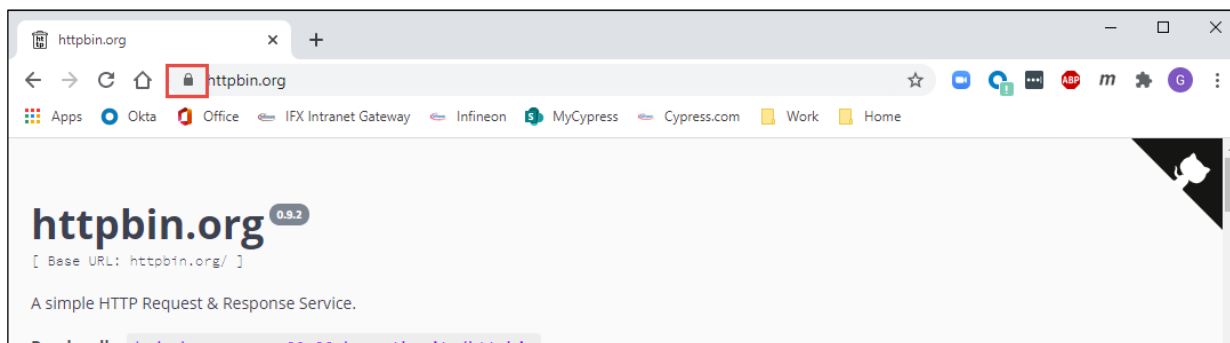 httpbin.org
httpbin.org
ABP m G
Apps Okta Office IFX Intranet Gateway Infineon MyCypress Cypress.com Work Home
httpbin.org 0.9.2
[ Base URL: httpbin.org/ ]
A simple HTTP Request & Response Service.